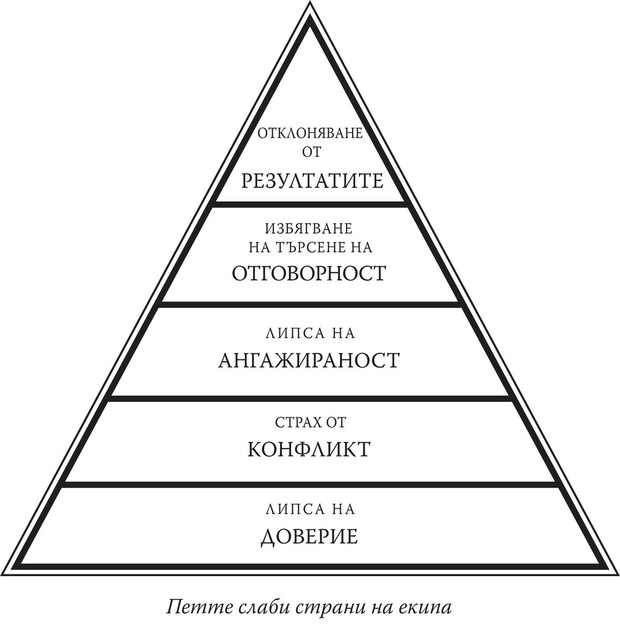 ОТКЛОНЯВАНЕ
ОТ
РЕЗУЛТАТИТЕ
ИЗБЯГВАНЕ
НА ТЪРСЕНЕ НА
ОТГОВОРНОСТ
ЛИПСА НА
АНГАЖИРАНОСТ
СТРАХ ОТ
КОНФЛИКТ
ЛИПСА НА
ДОВЕРИЕ
Петте слаби страни на екипа